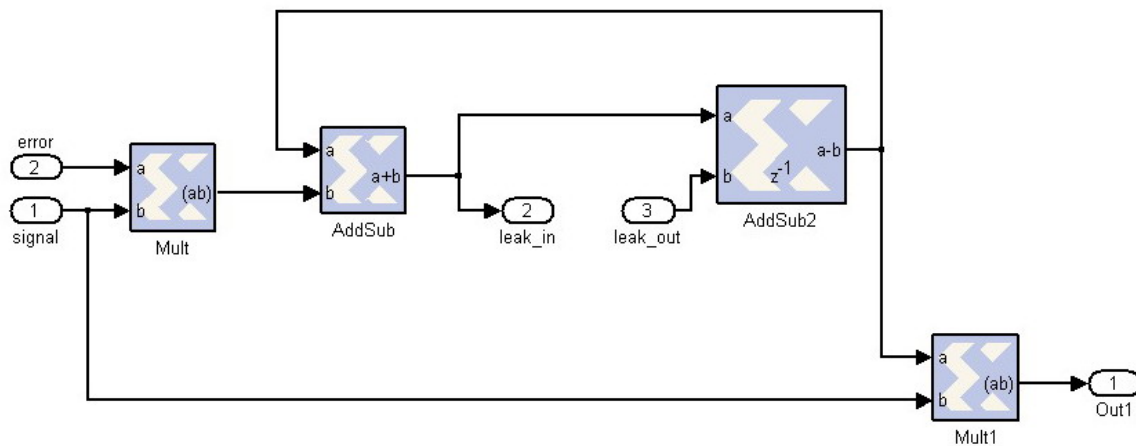 error
2
a
(ab)
1
b
signal
Mult
a
a+b
b
AddSub
2
leak_in
3
leak_out
a
a-b
z-1
b
AddSub2
a
(ab)
b
Mult1
1
Out1